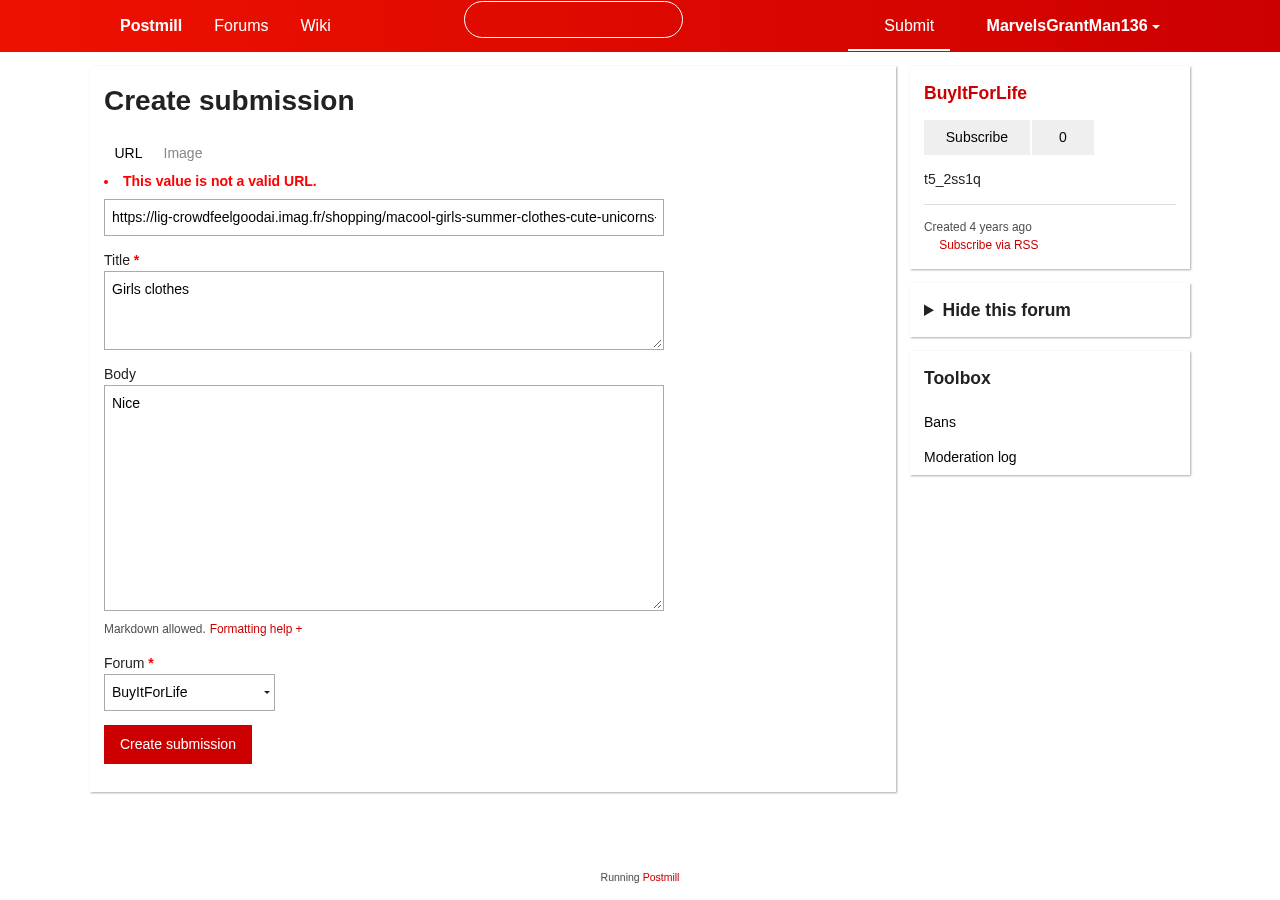 Postmill Forums Wiki Submit MarvelsGrantMan136
Create submission
URL Image
This value is not a valid URL.
https://lig-crowdfeelgoodai.imag.fr/shopping/macool-girls-summer-clothes-cute-unicorns-
Title *
Girls clothes
Body
Nice
Markdown allowed. Formatting help +
Forum *
BuyItForLife
Create submission
BuyItForLife
Subscribe 0
t5_2ss1q
Created 4 years ago
Subscribe via RSS
Hide this forum
Toolbox
Bans
Moderation log
Running Postmill